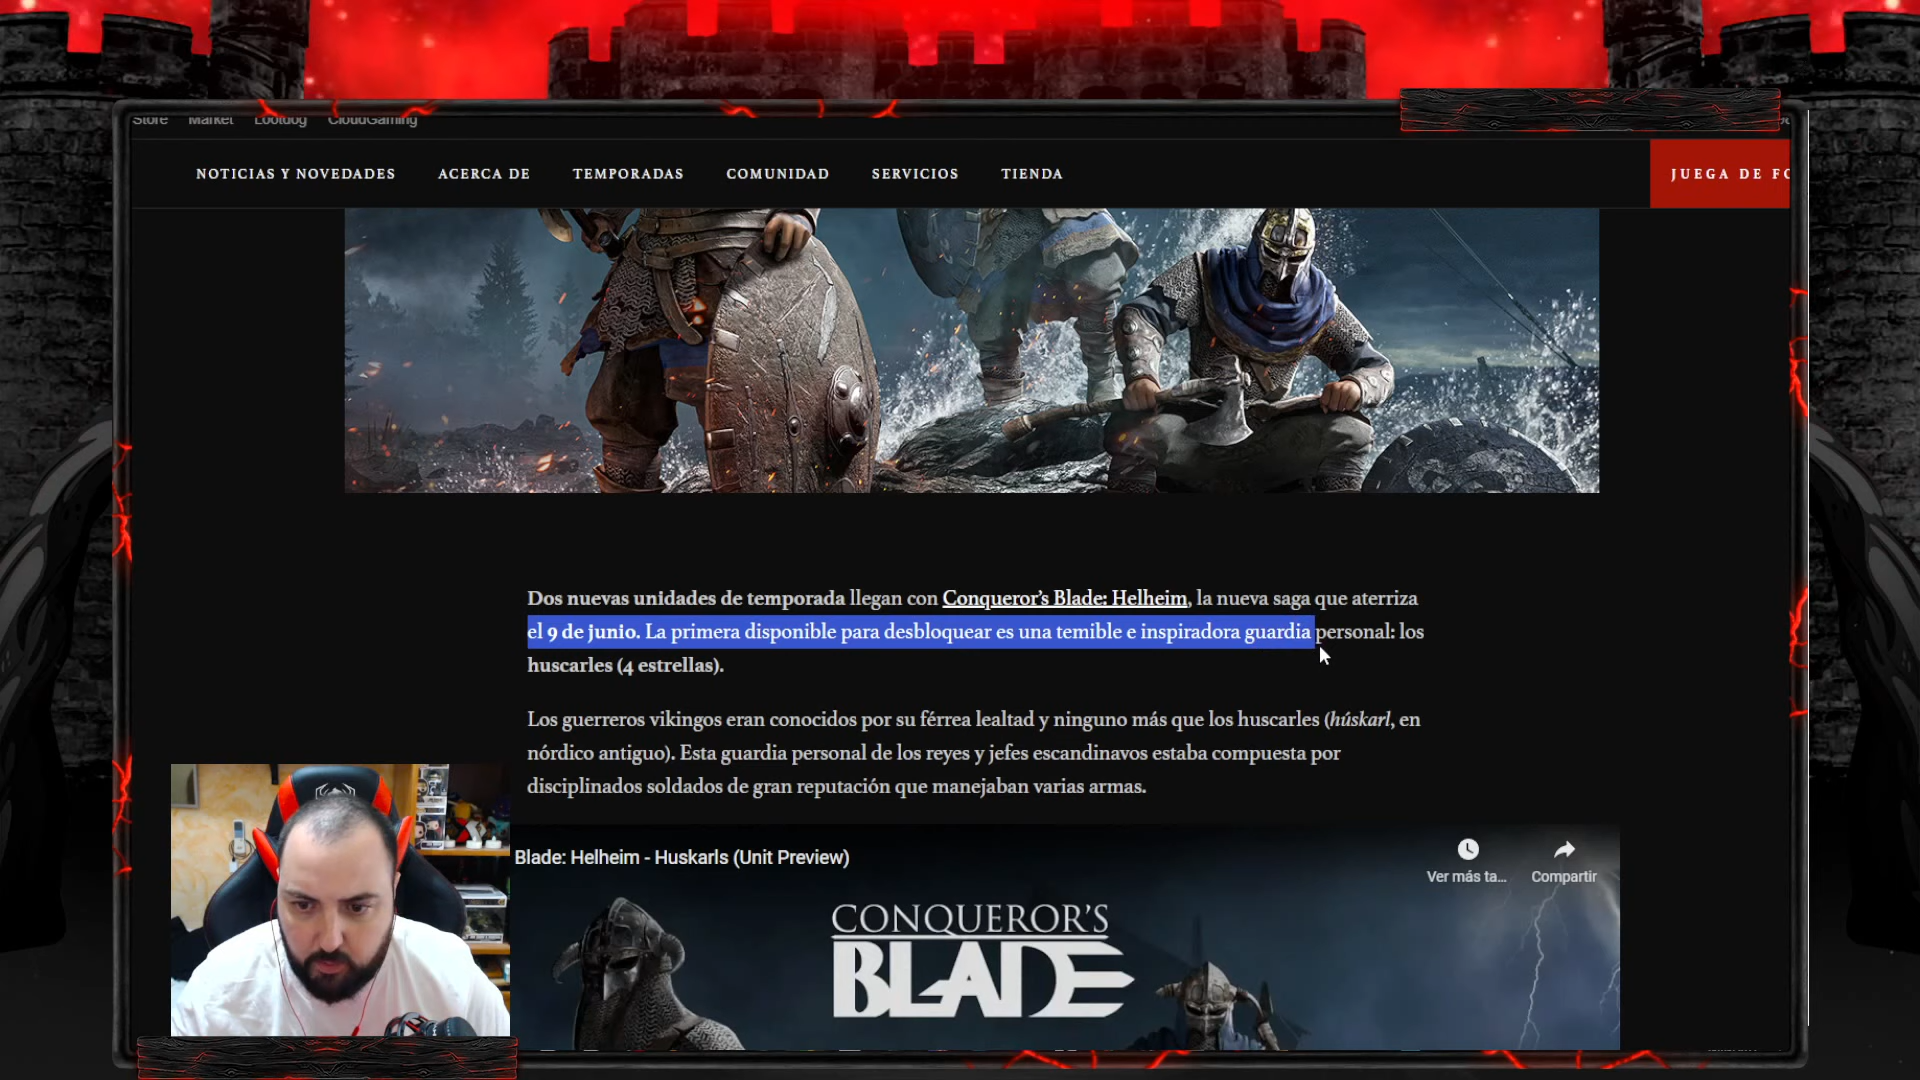 Store Market Lootdog CloudGaming
NOTICIAS Y NOVEDADES ACERCA DE TEMPORADAS COMUNIDAD SERVICIOS TIENDA JUEGA DE FO
Dos nuevas unidades de temporada llegan con Conqueror's Blade: Helheim, la nueva saga que aterriza
el 9 de junio. La primera disponible para desbloquear es una temible e inspiradora guardia personal: los
huscarles (4 estrellas).
Los guerreros vikingos eran conocidos por su férrea lealtad y ninguno más que los huscarles (húskarl, en
nórdico antiguo). Esta guardia personal de los reyes y jefes escandinavos estaba compuesta por
disciplinados soldados de gran reputación que manejaban varias armas.
Blade: Helheim - Huskarls (Unit Preview)
Ver más ta... Compartir
CONQUEROR'S
BLADE